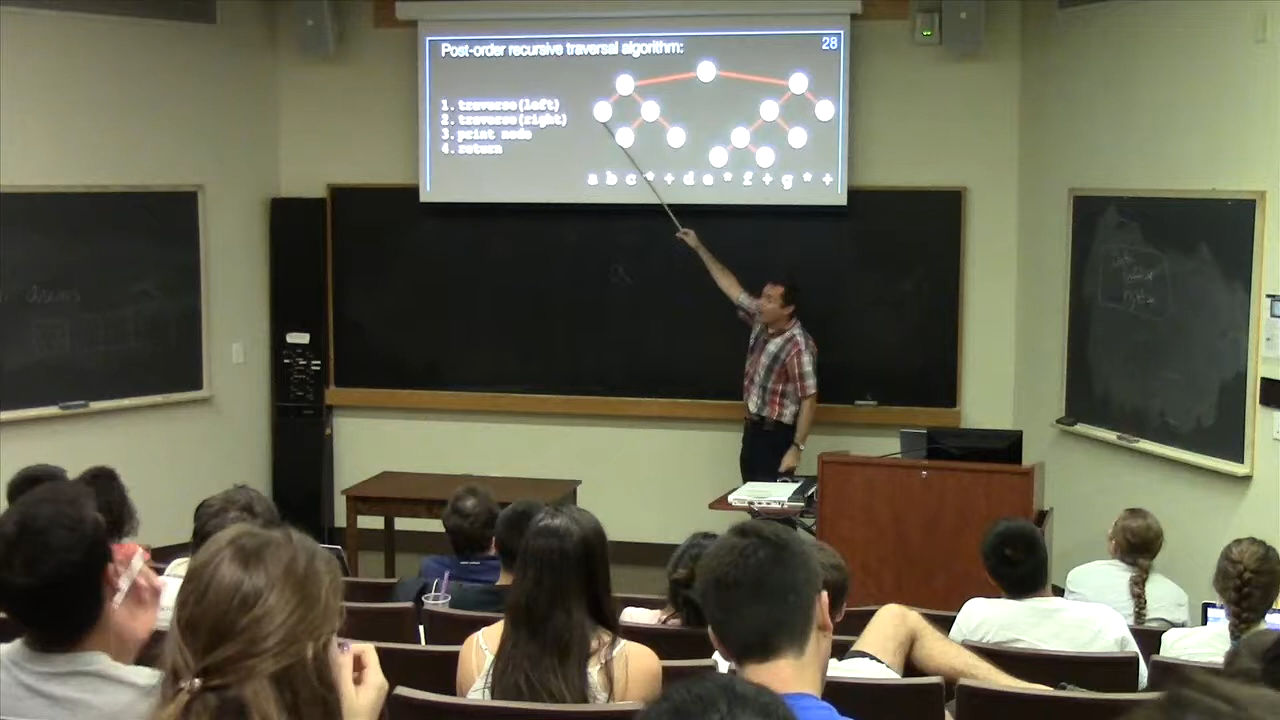 Post-order recursive traversal algorithm:
28
1. traverse(left)
2. traverse(right)
3. print node
4. return
a b c * + d e * f + g * +